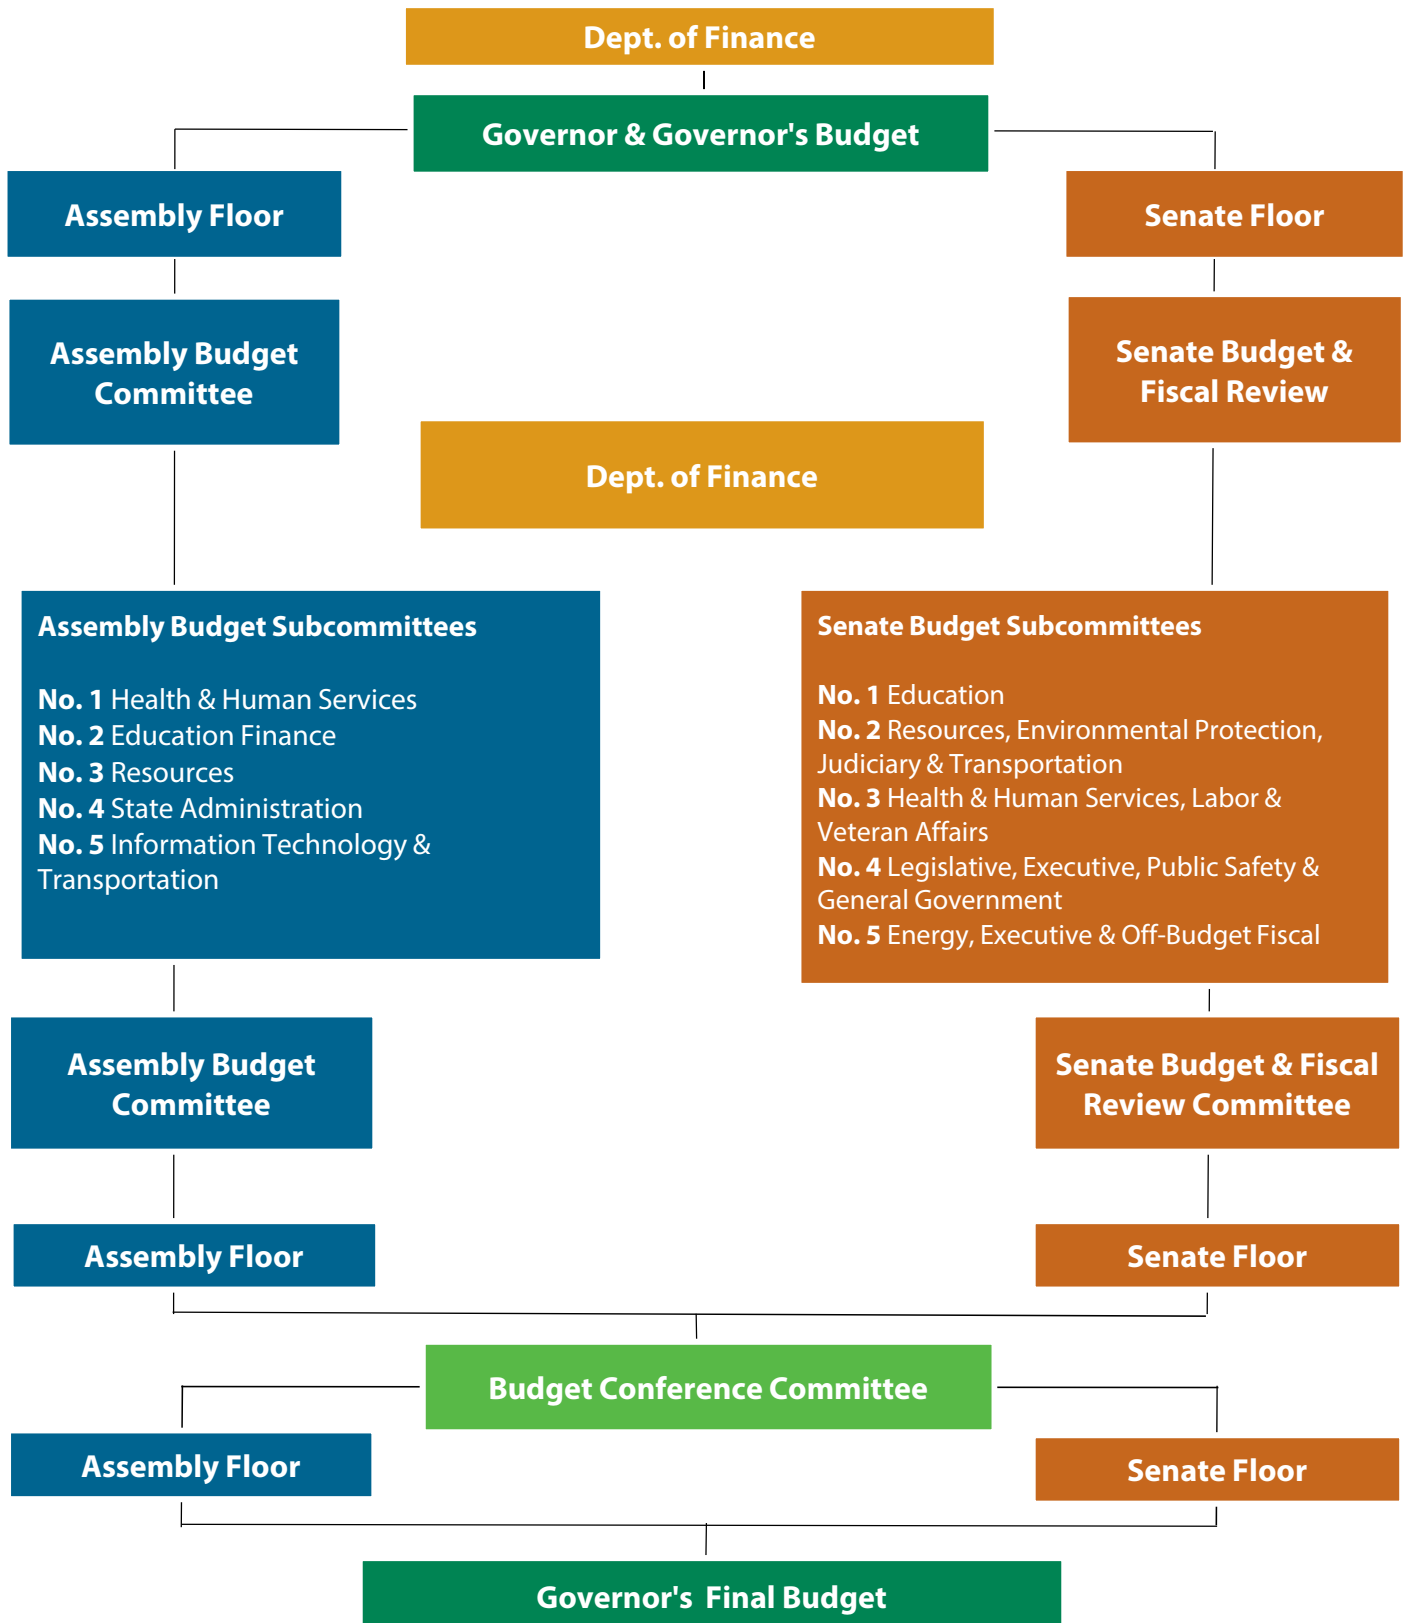 Dept. of Finance
Governor & Governor's Budget
Assembly Floor
Senate Floor
Assembly Budget
Committee
Senate Budget &
Fiscal Review
Dept. of Finance
Assembly Budget Subcommittees
No. 1 Health & Human Services
No. 2 Education Finance
No. 3 Resources
No. 4 State Administration
No. 5 Information Technology &
Transportation
Senate Budget Subcommittees
No. 1 Education
No. 2 Resources, Environmental Protection,
Judiciary & Transportation
No. 3 Health & Human Services, Labor &
Veteran Affairs
No. 4 Legislative, Executive, Public Safety &
General Government
No. 5 Energy, Executive & Off-Budget Fiscal
Assembly Budget
Committee
Senate Budget & Fiscal
Review Committee
Assembly Floor
Senate Floor
Budget Conference Committee
Assembly Floor
Senate Floor
Governor's Final Budget